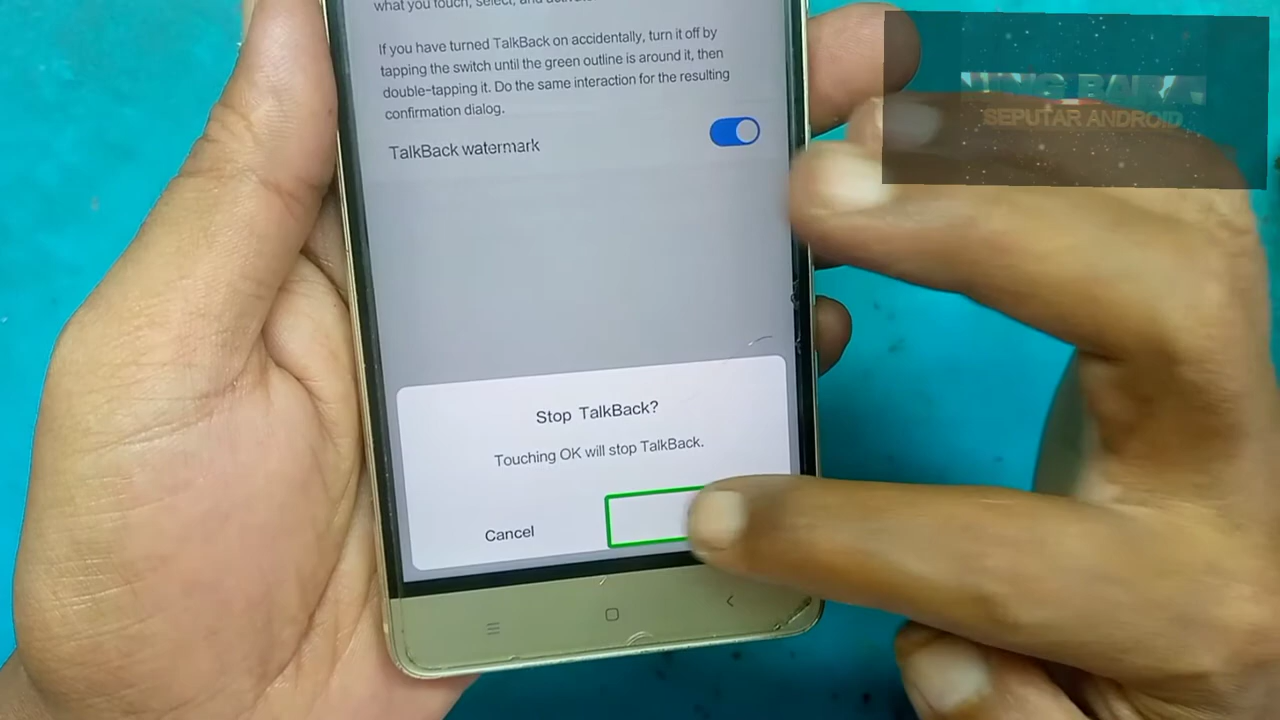 what you touch, select, and
If you have turned TalkBack on accidentally, turn it off by
tapping the switch until the green outline is around it, then
double-tapping it. Do the same interaction for the resulting
confirmation dialog.
TalkBack watermark
Stop TalkBack?
Touching OK will stop TalkBack.
Cancel
SEPUTAR ANDROID